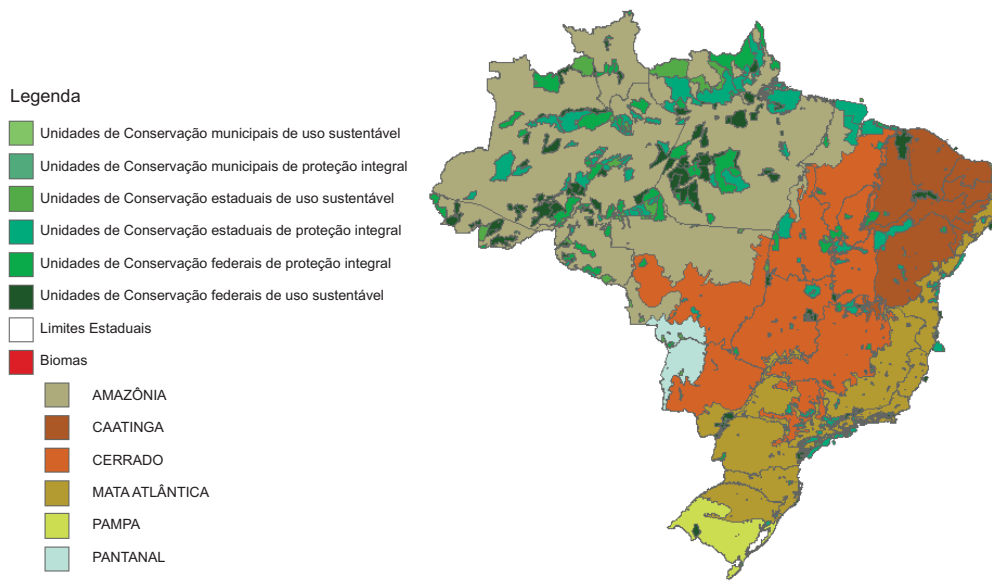 Legenda
Unidades de Conservação municipais de uso sustentável
Unidades de Conservação municipais de proteção integral
Unidades de Conservação estaduais de uso sustentável
Unidades de Conservação estaduais de proteção integral
Unidades de Conservação federais de proteção integral
Unidades de Conservação federais de uso sustentável
Limites Estaduais
Biomas
AMAZÔNIA
CAATINGA
CERRADO
MATA ATLÂNTICA
PAMPA
PANTANAL